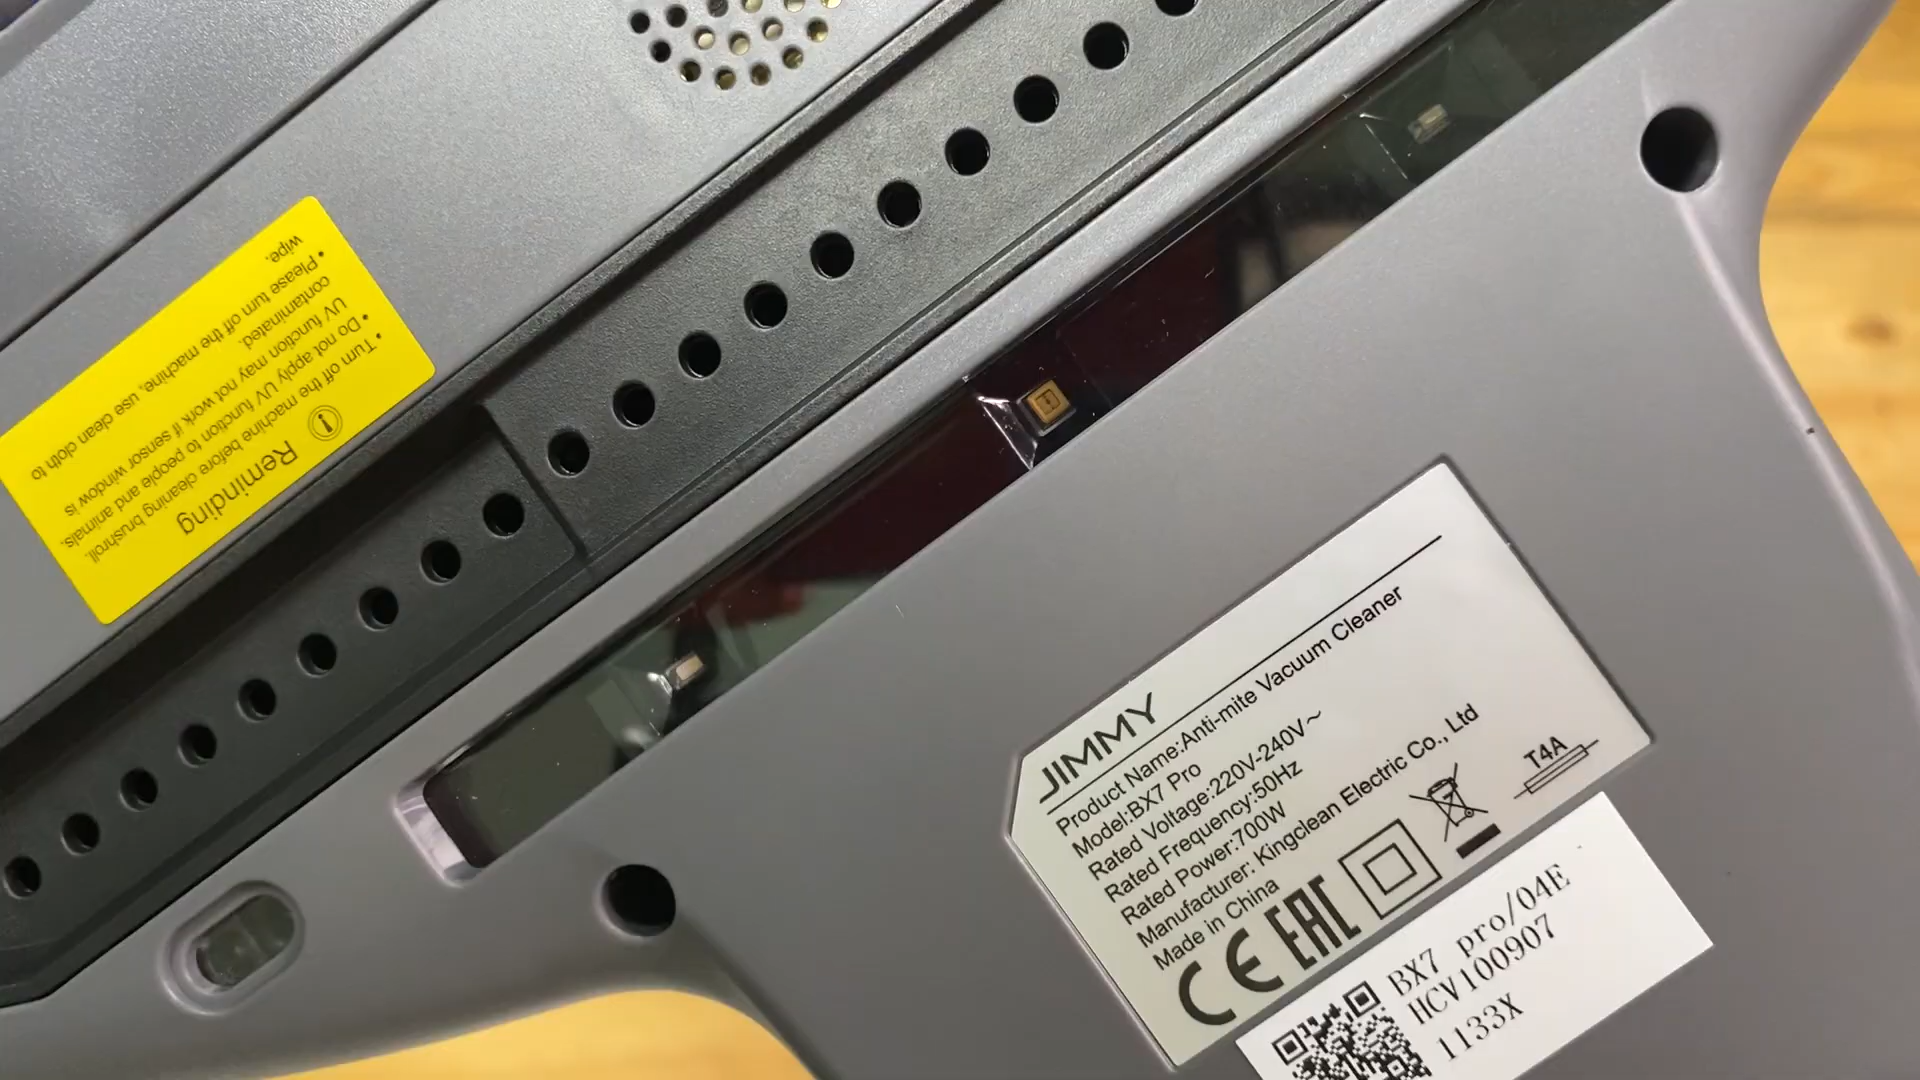 Reminding
• Turn off the machine before cleaning brushroll.
• Do not apply UV function to people and animals,
UV function may not work if sensor window is
contaminated.
• Please turn off the machine, use clean cloth to
wipe.
JIMMY
Product Name:Anti-mite Vacuum Cleaner
Model:BX7 Pro
Rated Voltage:220V-240V~
Rated Frequency:50Hz
Rated Power:700W
Manufacturer: Kingclean Electric Co., Ltd
Made in China
CE EAC
T4A
BX7 pro/04E
HCV100907
1133X